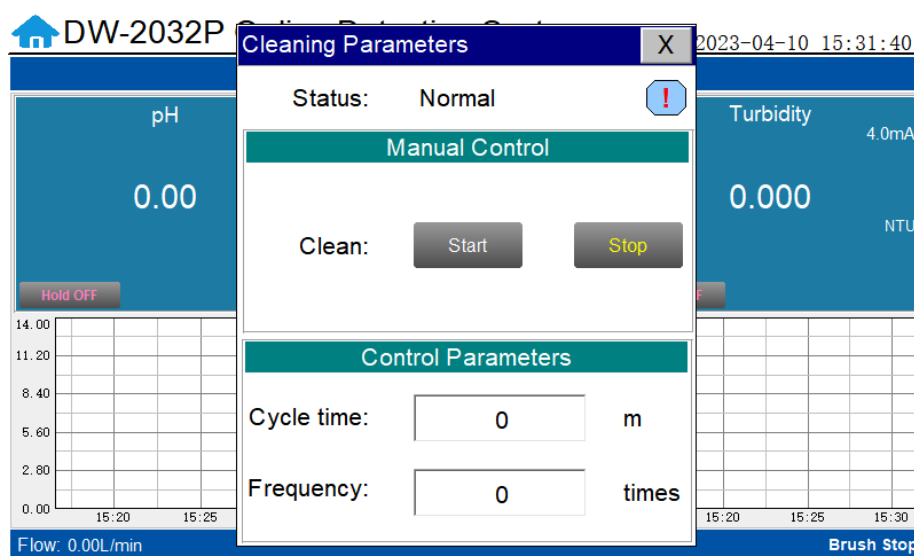 DW-2032P
2023-04-10 15:31:40
Cleaning Parameters
X
Status: Normal
!
Manual Control
Clean: Start Stop
Control Parameters
Cycle time: 0 m
Frequency: 0 times
pH
0.00
Hold OFF
Turbidity
4.0mA
0.000
NTU
14.00
11.20
8.40
5.60
2.80
0.00
15:20 15:25
15:20 15:25 15:30
Flow: 0.00L/min
Brush Stop